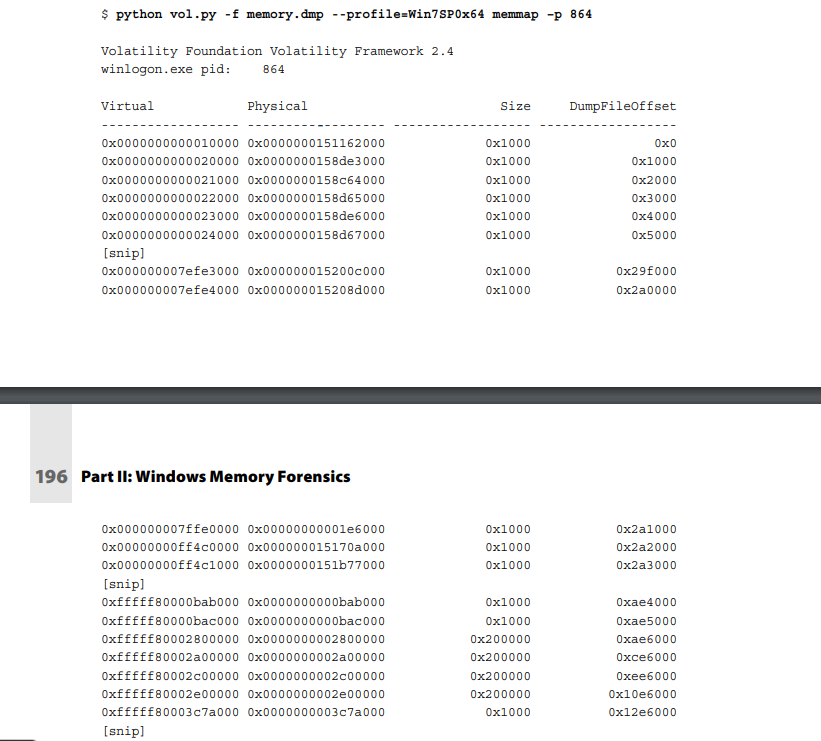 $ python vol.py -f memory.dmp --profile=Win7SP0x64 memmap -p 864
Volatility Foundation Volatility Framework 2.4
winlogon.exe pid:    864
Virtual            Physical                         Size     DumpFileOffset
------------------ ------------------ ------------------ ------------------
0x0000000000010000 0x0000000151162000             0x1000                0x0
0x0000000000020000 0x0000000158de3000             0x1000             0x1000
0x0000000000021000 0x0000000158c64000             0x1000             0x2000
0x0000000000022000 0x0000000158d65000             0x1000             0x3000
0x0000000000023000 0x0000000158de6000             0x1000             0x4000
0x0000000000024000 0x0000000158d67000             0x1000             0x5000
[snip]
0x000000007efe3000 0x000000015200c000             0x1000           0x29f000
0x000000007efe4000 0x000000015208d000             0x1000           0x2a0000
196 Part II: Windows Memory Forensics
0x000000007ffe0000 0x00000000001e6000             0x1000           0x2a1000
0x00000000ff4c0000 0x000000015170a000             0x1000           0x2a2000
0x00000000ff4c1000 0x0000000151b77000             0x1000           0x2a3000
[snip]
0xfffff80000bab000 0x0000000000bab000             0x1000           0xae4000
0xfffff80000bac000 0x0000000000bac000             0x1000           0xae5000
0xfffff80002800000 0x0000000002800000           0x200000           0xae6000
0xfffff80002a00000 0x0000000002a00000           0x200000           0xce6000
0xfffff80002c00000 0x0000000002c00000           0x200000           0xee6000
0xfffff80002e00000 0x0000000002e00000           0x200000          0x10e6000
0xfffff80003c7a000 0x0000000003c7a000             0x1000          0x12e6000
[snip]